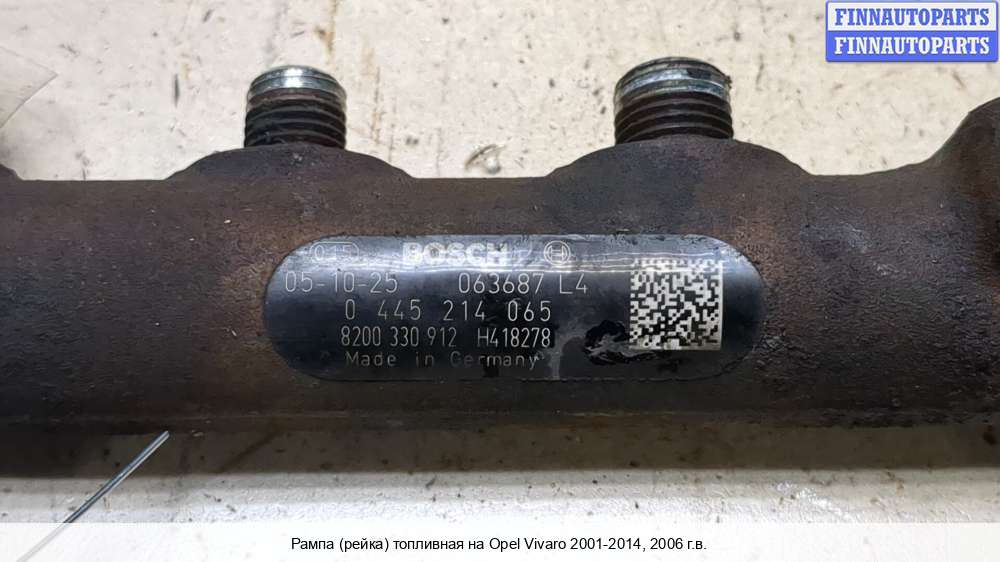 FINNAUTOPARTS
FINNAUTOPARTS
015
BOSCH
05-10-25 063687 L4
0 445 214 065
8200 330 912 H418278
Made in Germany
Рампа (рейка) топливная на Opel Vivaro 2001-2014, 2006 г.в.